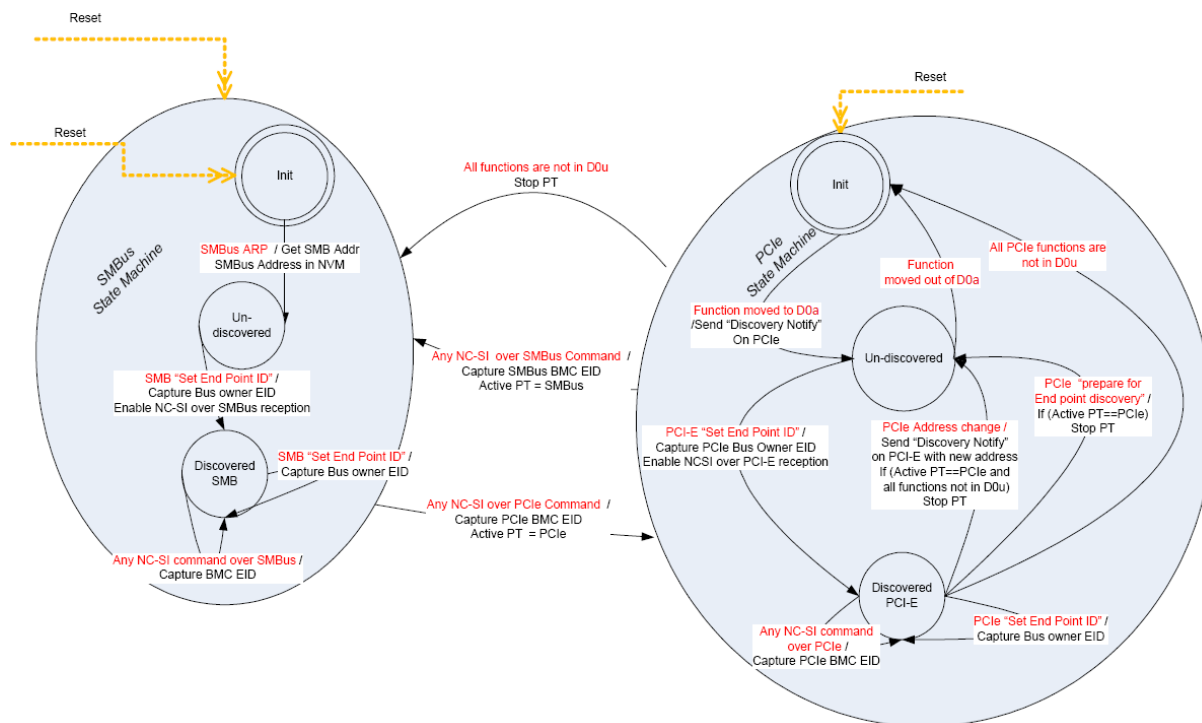 Reset
Reset
Init
SMBus
State Machine
SMBus ARP / Get SMB Addr
SMBus Address in NVM
Un-
discovered
SMB “Set End Point ID” /
Capture Bus owner EID
Enable NC-SI over SMBus reception
Discovered
SMB
SMB “Set End Point ID” /
Capture Bus owner EID
Any NC-SI command over SMBus /
Capture BMC EID
All functions are not in D0u
Stop PT
Any NC-SI over SMBus Command /
Capture SMBus BMC EID
Active PT = SMBus
Any NC-SI over PCIe Command /
Capture PCIe BMC EID
Active PT = PCIe
Reset
Init
PCIe
State Machine
Function moved to D0a
/Send “Discovery Notify”
On PCIe
Function
moved out of D0a
All PCIe functions are
not in D0u
Un-discovered
PCI-E “Set End Point ID” /
Capture PCIe Bus Owner EID
Enable NCSI over PCI-E reception
PCIe Address change /
Send “Discovery Notify”
on PCI-E with new address
If (Active PT==PCIe and
all functions not in D0u)
Stop PT
PCIe “prepare for
End point discovery” /
If (Active PT==PCIe)
Stop PT
Discovered
PCI-E
Any NC-SI command
over PCIe /
Capture PCIe BMC EID
PCIe “Set End Point ID” /
Capture Bus owner EID